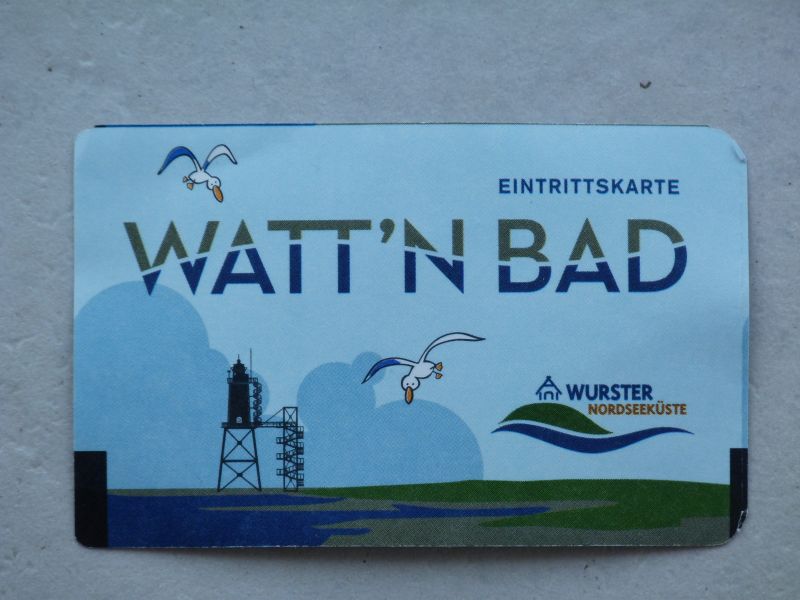 EINTRITTSKARTE
WATT'N BAD
WURSTER
NORDSEEKÜSTE